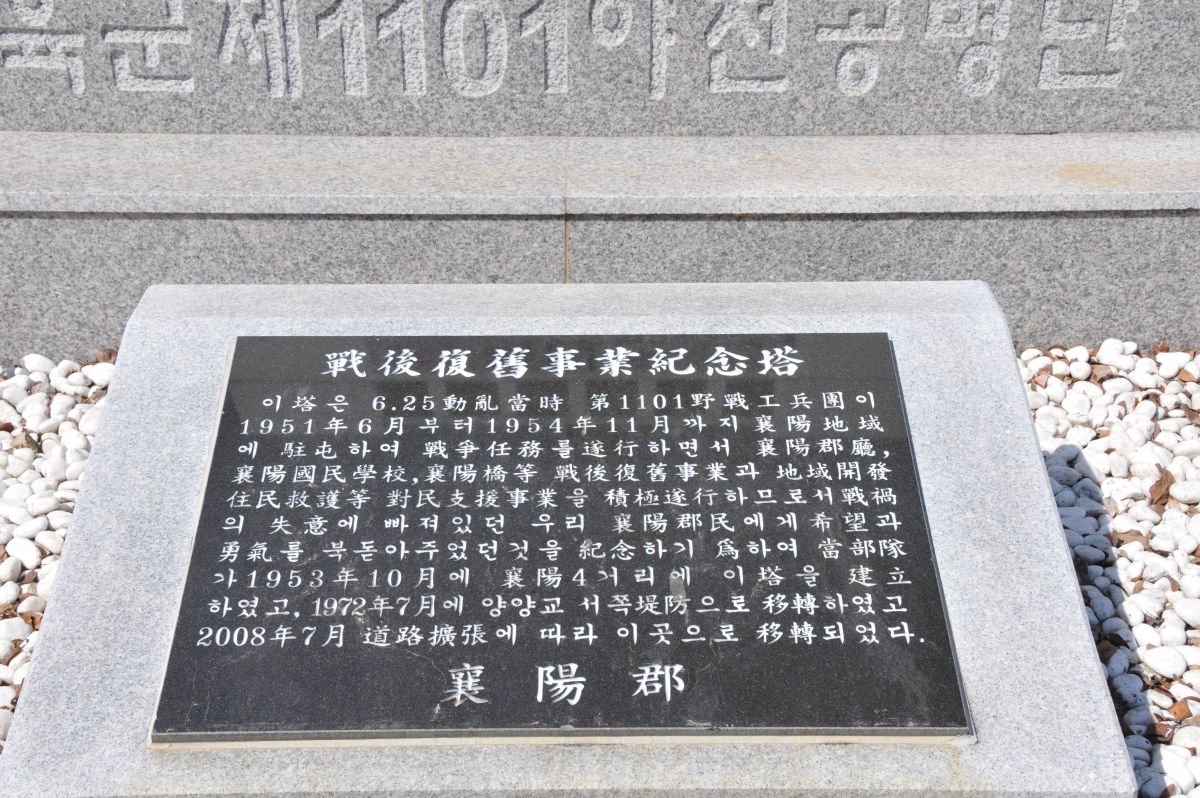 육군제1101야전공병단
戰後復舊事業紀念塔
이塔은 6.25動亂當時 第1101野戰工兵團이
1951年6月부터1954年11月까지襄陽地域
에 駐屯하여 戰爭任務를遂行하면서 襄陽郡廳,
襄陽國民學校,襄陽橋等 戰後復舊事業과 地域開發
住民救護等 對民支援事業을 積極遂行하므로서戰禍
의 失意에 빠져있던 우리 襄陽郡民에게希望과
勇氣를 북돋아주었던것을紀念하기 爲하여 當部隊
가1953年10月에 襄陽4거리에 이塔을 建立
하였고, 1972年7月에 양양교 서쪽堤防으로 移轉하였고
2008年7月 道路擴張에 따라 이곳으로 移轉되었다.
襄陽郡